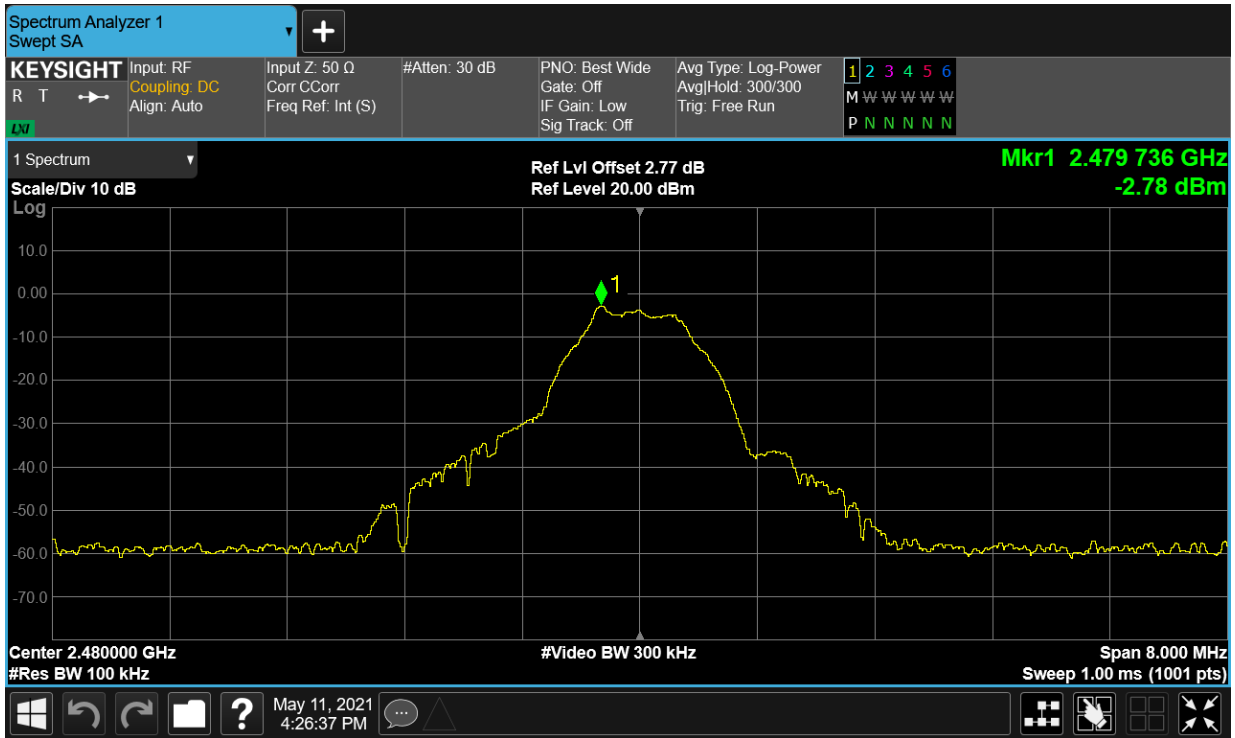 Spectrum Analyzer 1
Swept SA
KEYSIGHT
R T
LXI
Input: RF
Coupling: DC
Align: Auto
Input Z: 50 Ω
Corr CCorr
Freq Ref: Int (S)
#Atten: 30 dB
PNO: Best Wide
Gate: Off
IF Gain: Low
Sig Track: Off
Avg Type: Log-Power
Avg|Hold: 300/300
Trig: Free Run
1 2 3 4 5 6
M W W W W W
P N N N N N
1 Spectrum
Scale/Div 10 dB
Log
Ref Lvl Offset 2.77 dB
Ref Level 20.00 dBm
Mkr1 2.479 736 GHz
-2.78 dBm
1
10.0
0.00
-10.0
-20.0
-30.0
-40.0
-50.0
-60.0
-70.0
Center 2.480000 GHz
#Res BW 100 kHz
#Video BW 300 kHz
Span 8.000 MHz
Sweep 1.00 ms (1001 pts)
?
May 11, 2021
4:26:37 PM